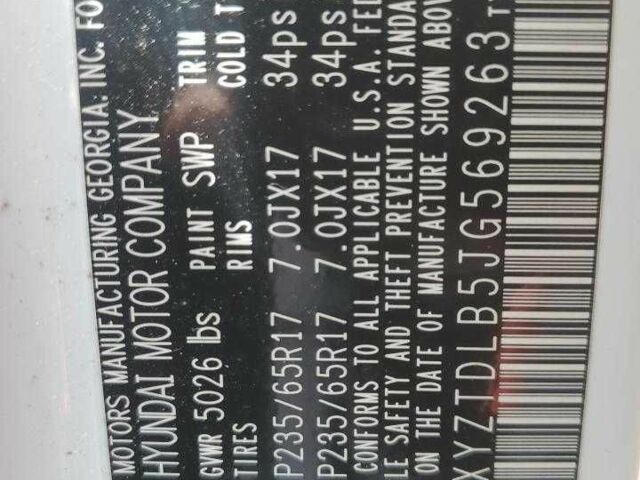 MOTORS MANUFACTURING GEORGIA. INC. FO
HYUNDAI MOTOR COMPANY.
GVWR 5026 lbs PAINT SWP TRIM
TIRES RIMS COLD T
P235/65R17 7.0JX17 34ps
P235/65R17 7.0JX17 34ps
CONFORMS TO ALL APPLICABLE U.S.A. FED
LE SAFETY AND THEFT PREVENTION STANDA
ON THE DATE OF MANUFACTURE SHOWN ABOV
XYZTDLB5JG569263